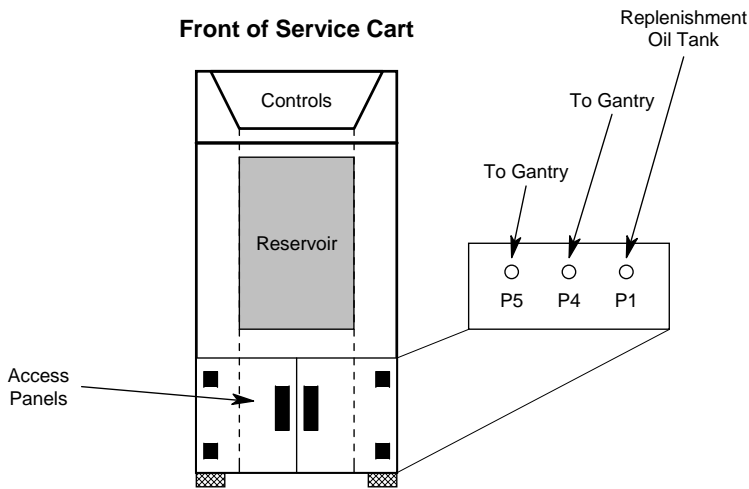 Front of Service Cart
Replenishment
Oil Tank
Controls
To Gantry
To Gantry
Reservoir
P5 P4 P1
Access
Panels